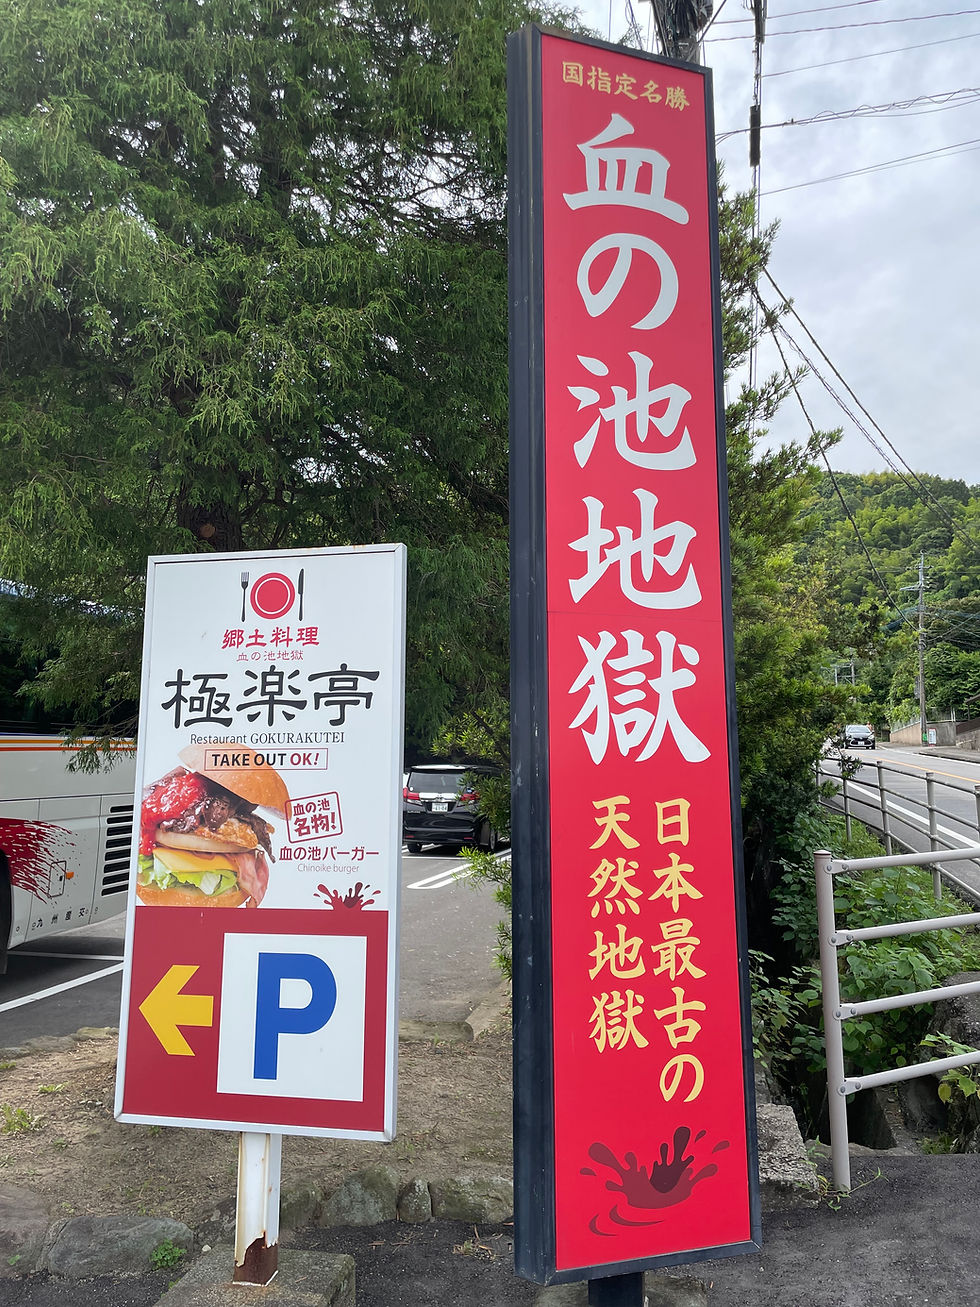 国指定名勝
血の池地獄
日本最古の
天然地獄
郷土料理
血の池地獄
極楽亭
Restaurant GOKURAKUTEI
TAKE OUT OK!
血の池
名物!
血の池バーガー
Chinoike burger
P